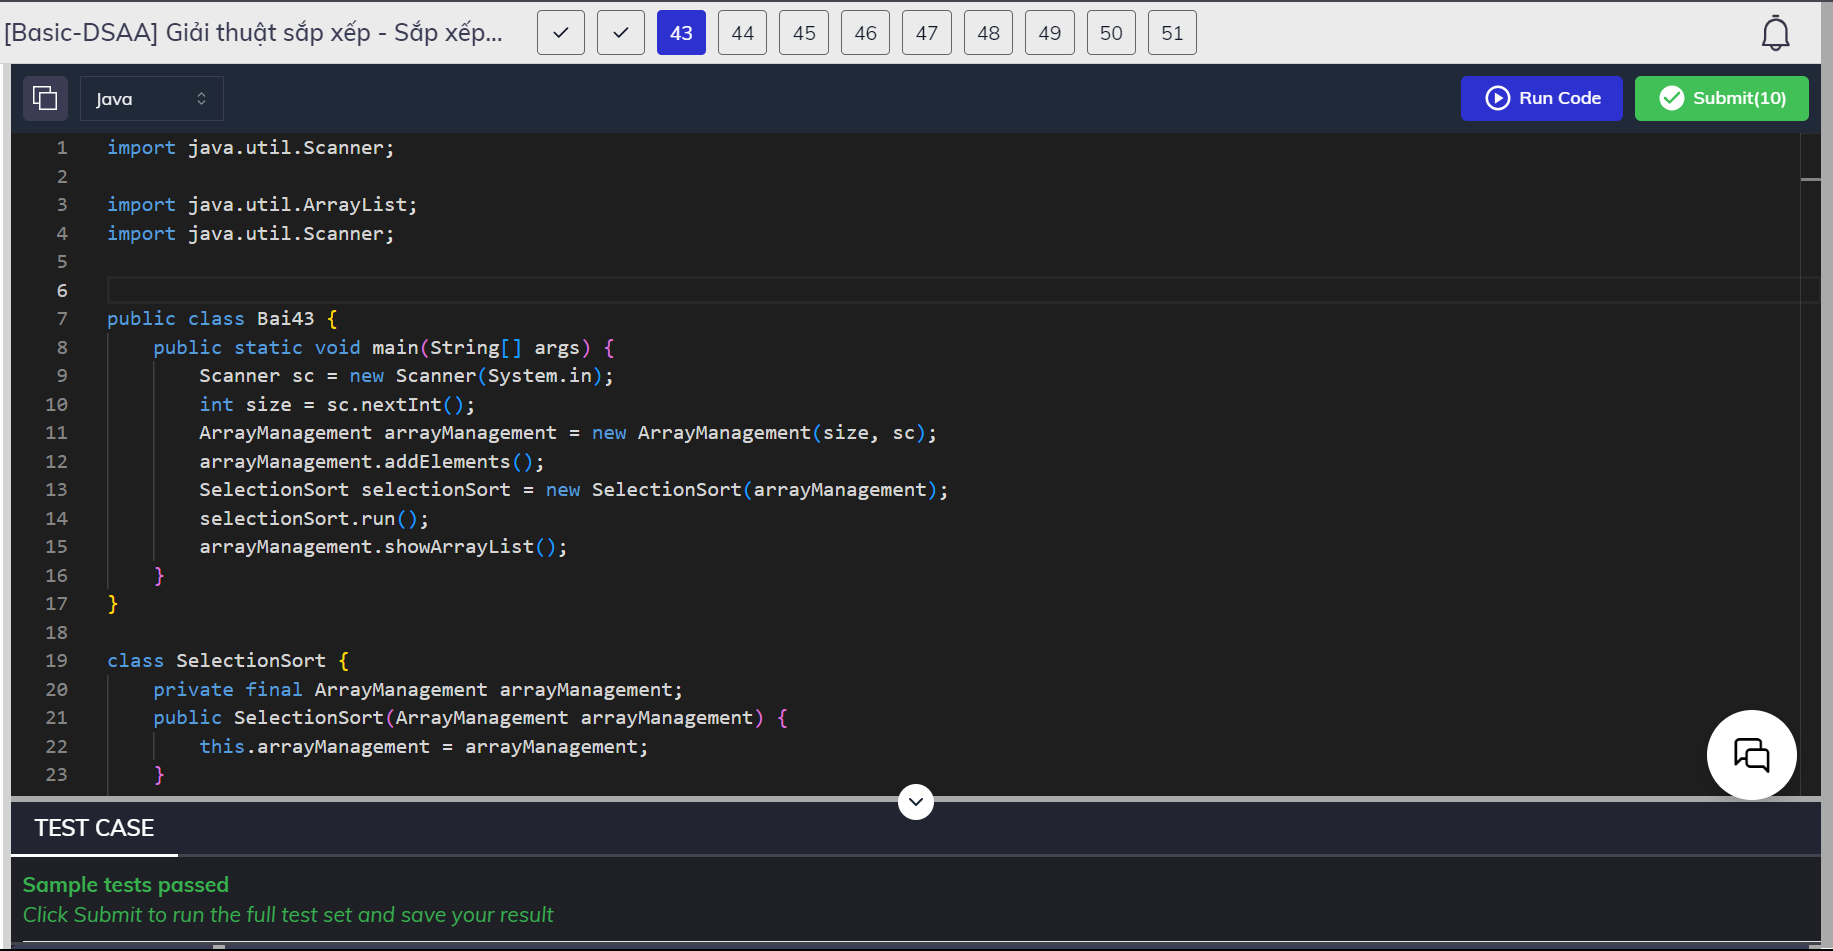 [Basic-DSAA] Giải thuật sắp xếp - Sắp xếp... 43 44 45 46 47 48 49 50 51
Java Run Code Submit(10)
1 import java.util.Scanner;
2
3 import java.util.ArrayList;
4 import java.util.Scanner;
5
6
7 public class Bai43 {
8 public static void main(String[] args) {
9 Scanner sc = new Scanner(System.in);
10 int size = sc.nextInt();
11 ArrayManagement arrayManagement = new ArrayManagement(size, sc);
12 arrayManagement.addElements();
13 SelectionSort selectionSort = new SelectionSort(arrayManagement);
14 selectionSort.run();
15 arrayManagement.showArrayList();
16 }
17 }
18
19 class SelectionSort {
20 private final ArrayManagement arrayManagement;
21 public SelectionSort(ArrayManagement arrayManagement) {
22 this.arrayManagement = arrayManagement;
23 }
TEST CASE
Sample tests passed
Click Submit to run the full test set and save your result